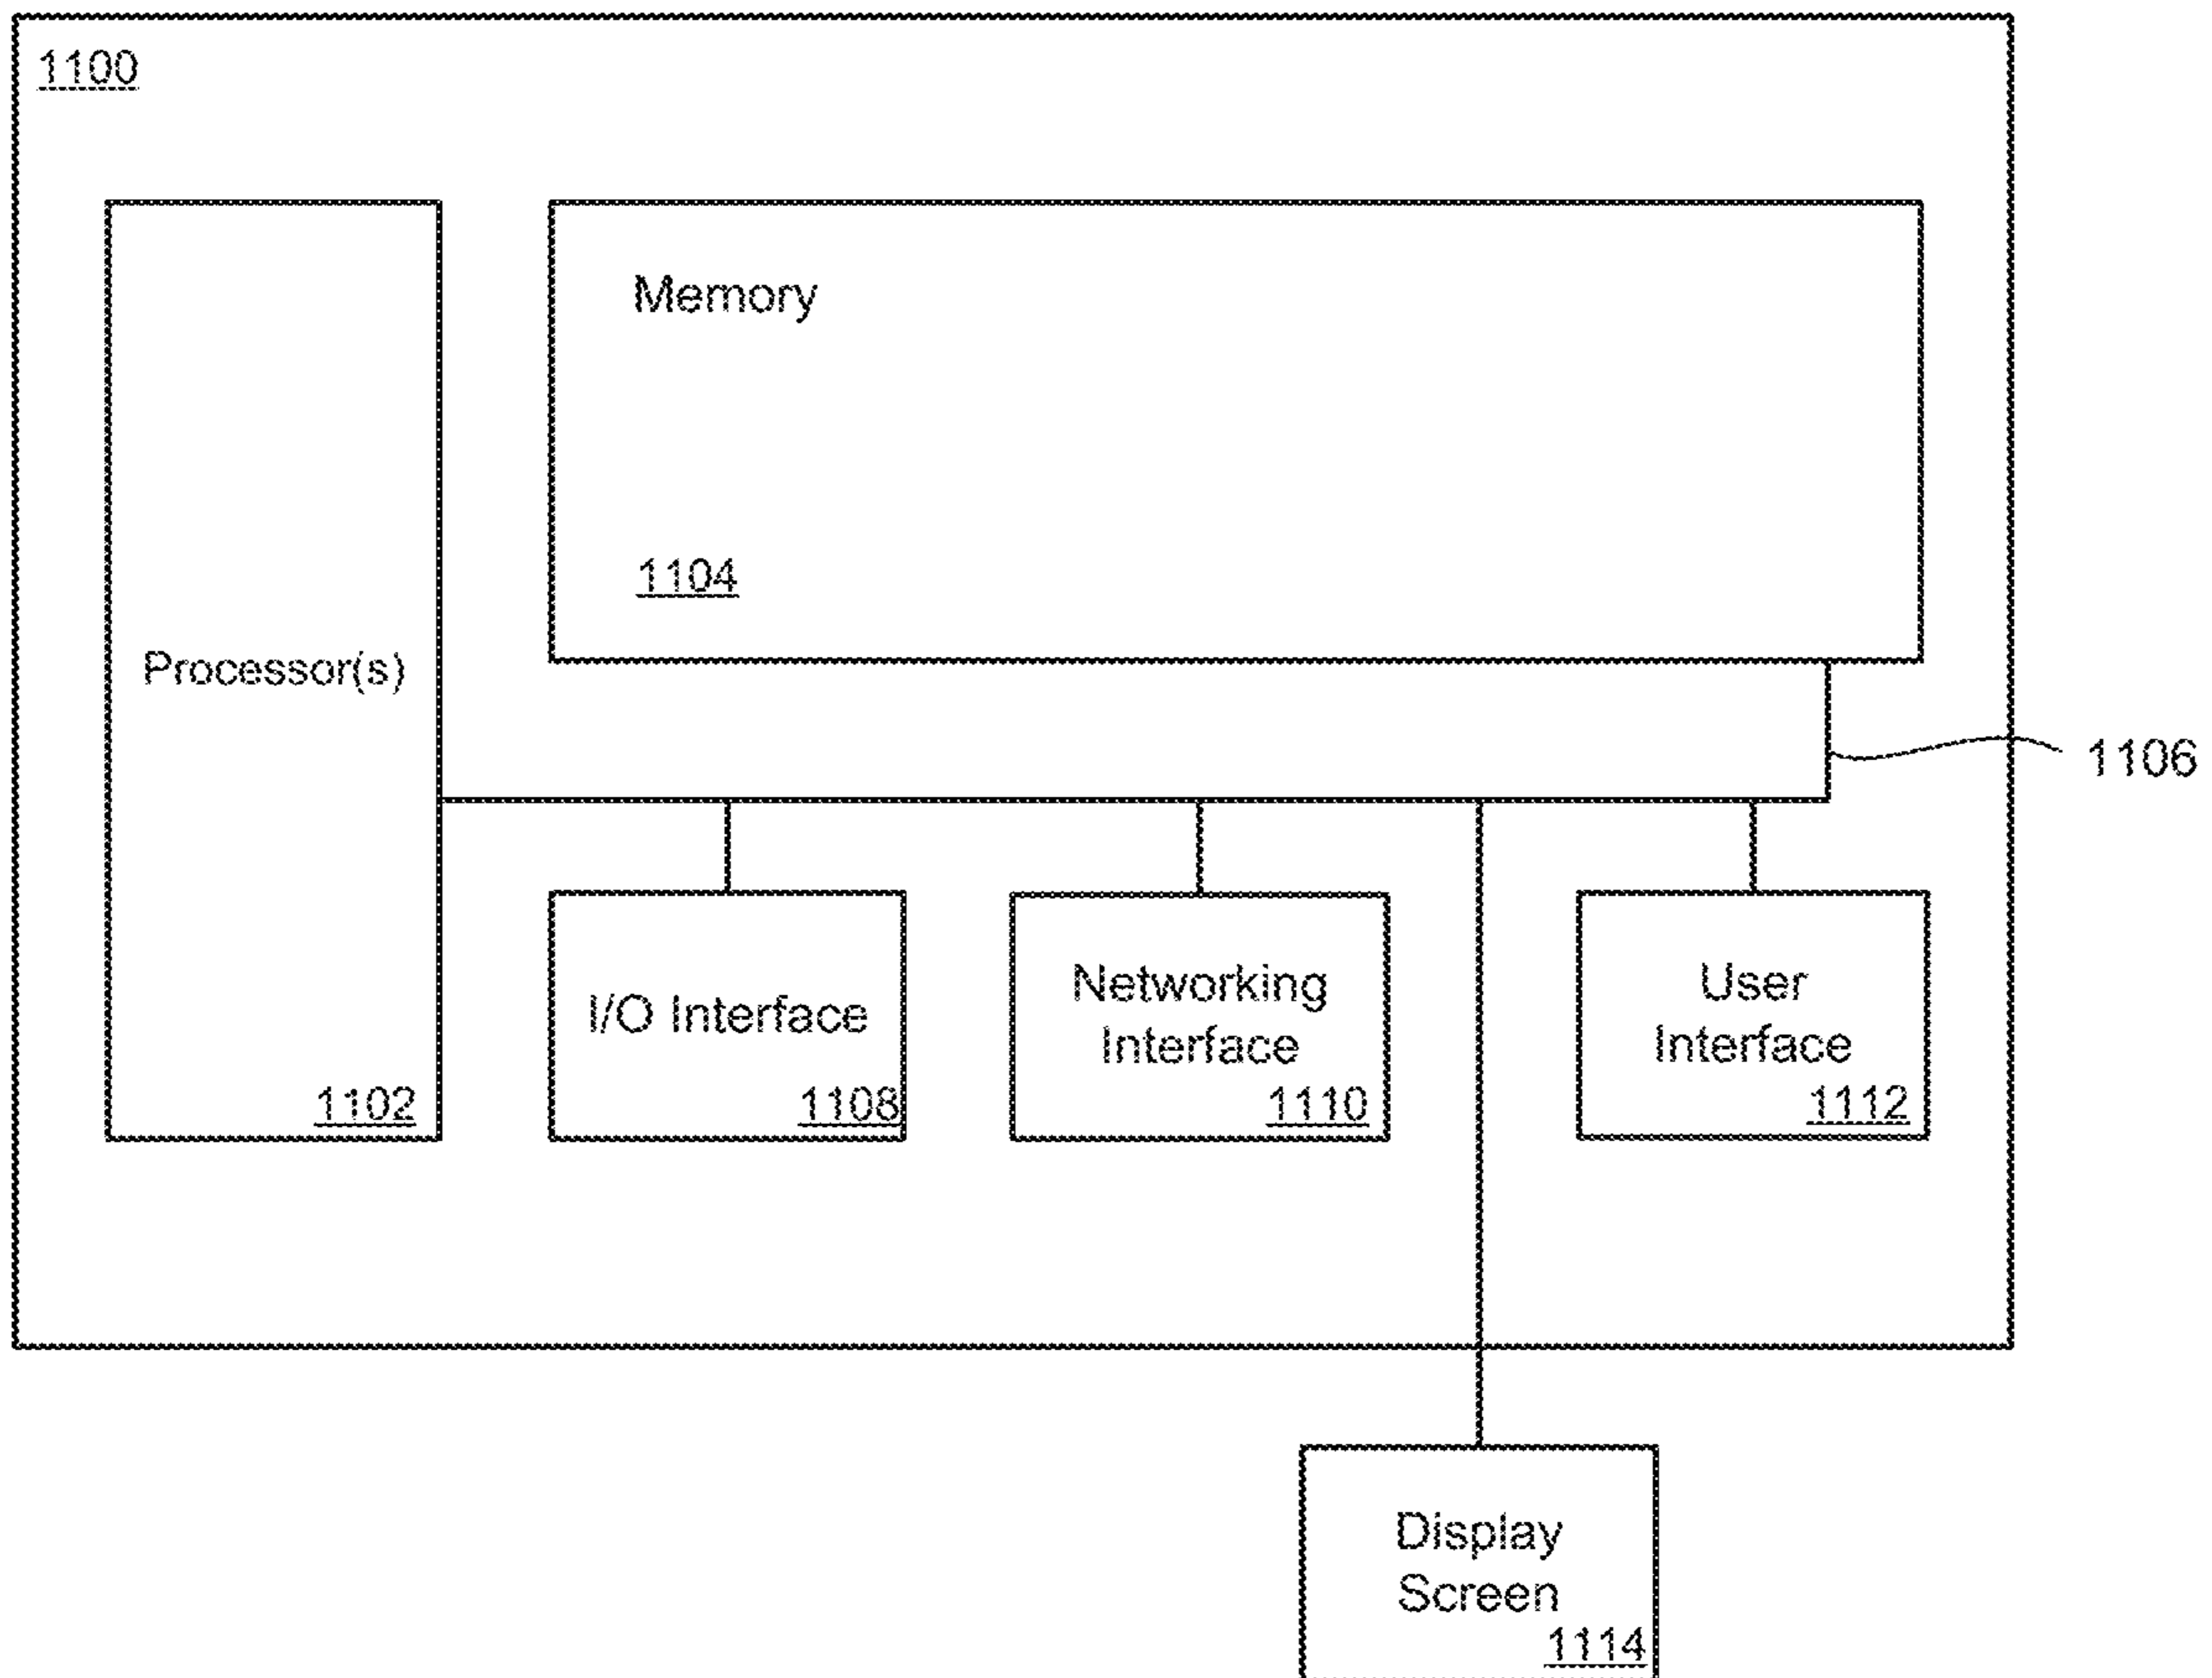 1100
Memory
1104
Processor(s)
1102
1106
I/O Interface
1108
Networking
Interface
1110
User
Interface
1112
Display
Screen
1114